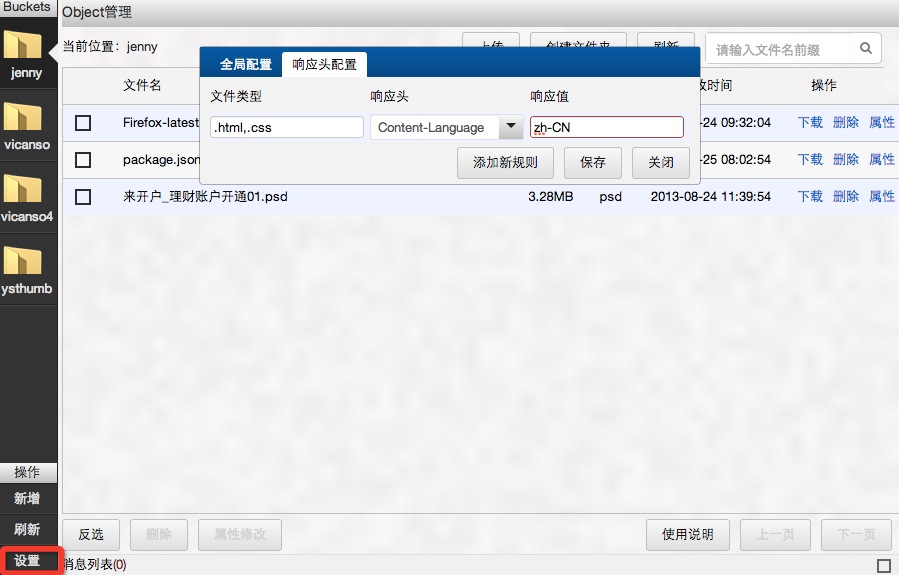 Buckets
Object管理
jenny
vicanso
vicanso4
ysthumb
操作
新增
刷新
设置
当前位置：jenny
上传
创建文件夹
刷新
请输入文件名前缀
文件名
时间
操作
Firefox-latest
-24 09:32:04
下载 删除 属性
package.json
-25 08:02:54
下载 删除 属性
来开户_理财账户开通01.psd
3.28MB
psd
2013-08-24 11:39:54
下载 删除 属性
全局配置
响应头配置
文件类型
响应头
响应值
.html,.css
Content-Language
zh-CN
添加新规则
保存
关闭
反选
删除
属性修改
使用说明
上一页
下一页
消息列表(0)